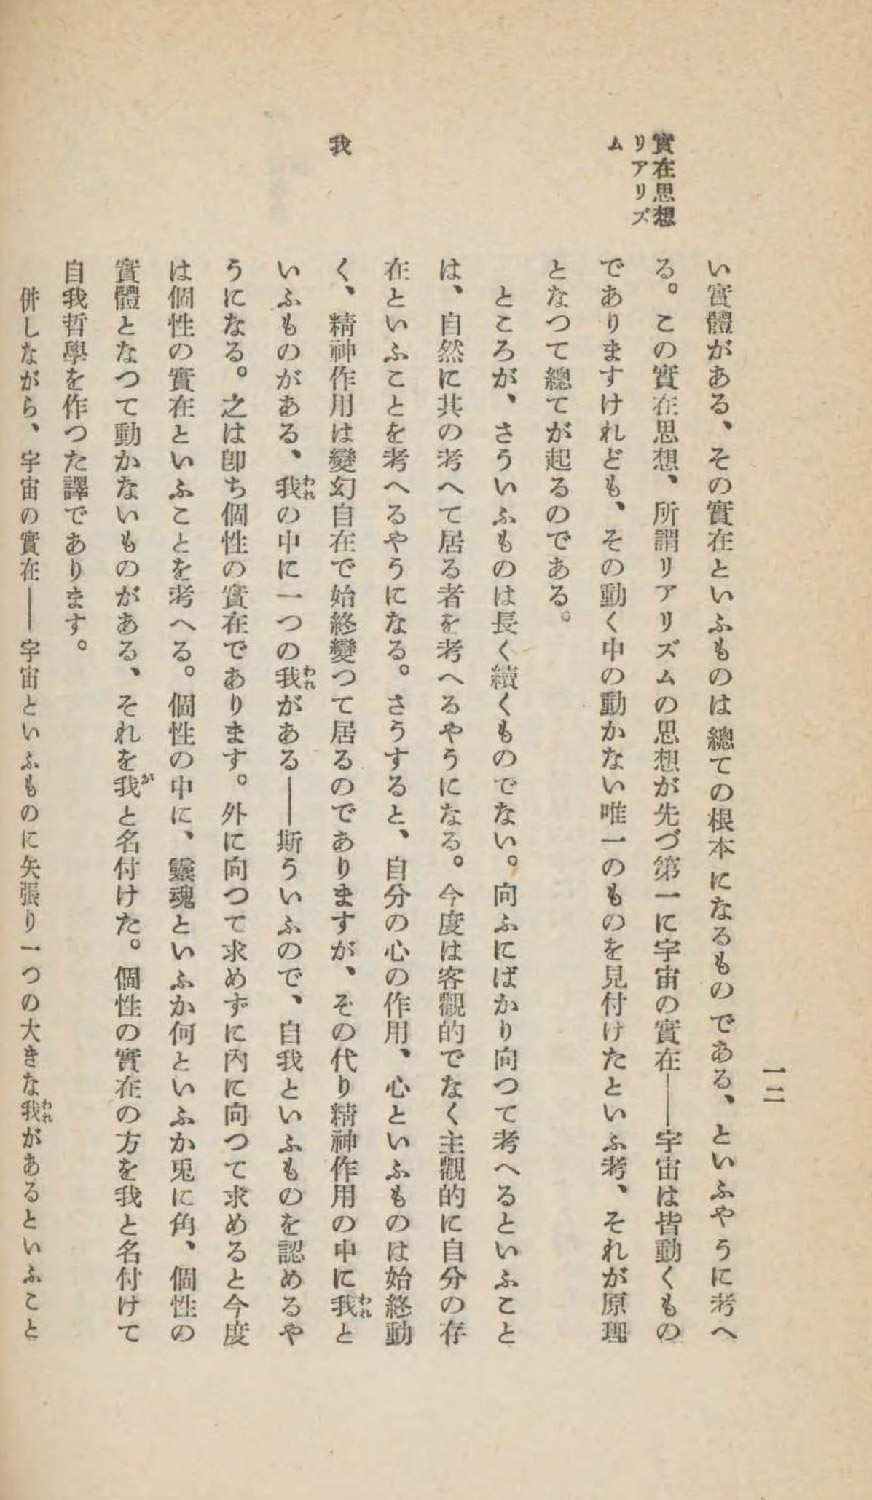 一二
實在思想
リアリズ
ム
我
い實體がある、その實在といふものは總ての根本になるものである、といふやうに考へ
る。この實在思想、所謂リアリズムの思想が先づ第一に宇宙の實在――宇宙は皆動くもの
でありますけれども、その動く中の動かない唯一のものを見付けたといふ考、それが原理
となつて總てが起るのである。
ところが、さういふものは長く續くものでない。向ふにばかり向つて考へるといふこと
は、自然に其の考へて居る者を考へるやうになる。今度は客觀的でなく主觀的に自分の存
在といふことを考へるやうになる。さうすると、自分の心の作用、心といふものは始終動
く、精神作用は變幻自在で始終變つて居るのでありますが、その代り精神作用の中に我われと
いふものがある、我われの中に一つの我われがある――斯ういふので、自我といふものを認めるや
うになる。之は卽ち個性の實在であります。外に向つて求めずに內に向つて求めると今度
は個性の實在といふことを考へる。個性の中に、靈魂といふか何といふか兎に角、個性の
實體となつて動かないものがある、それを我がと名付けた。個性の實在の方を我と名付けて
自我哲學を作つた譯であります。
併しながら、宇宙の實在――宇宙といふものに矢張り一つの大きな我われがあるといふこと